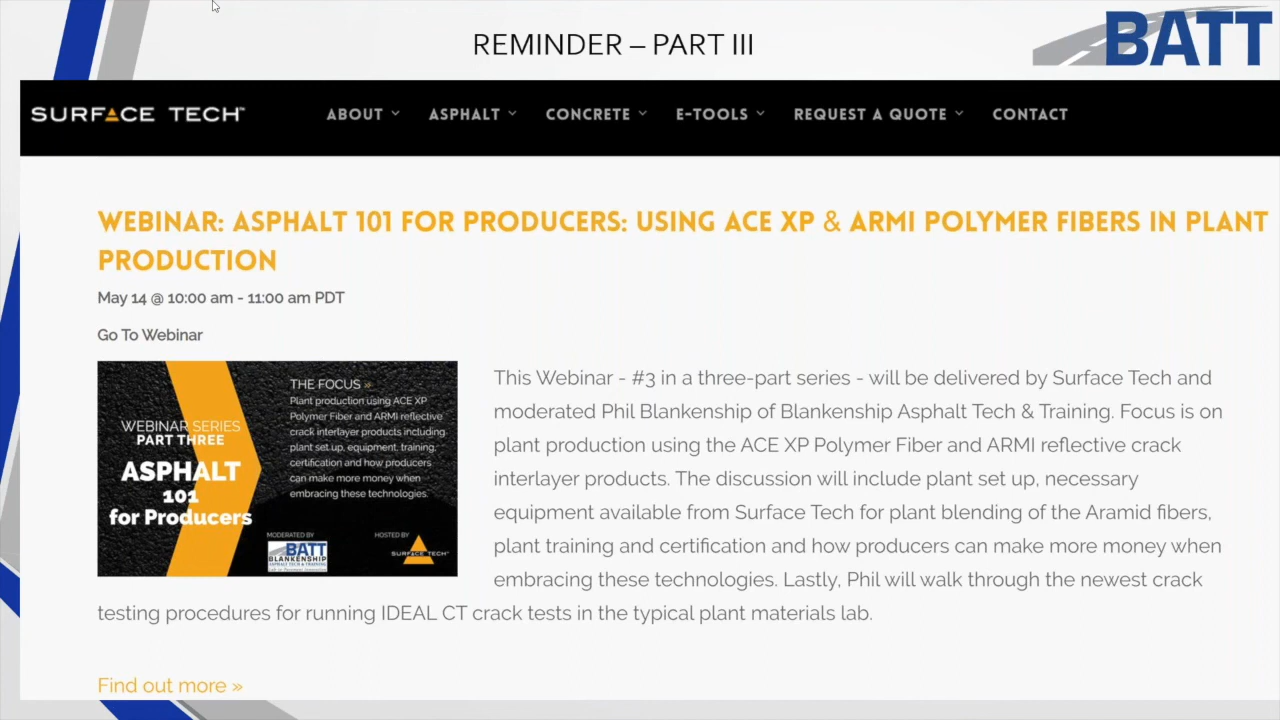 REMINDER – PART III
BATT
SURFACE TECH™
ABOUT
ASPHALT
CONCRETE
E-TOOLS
REQUEST A QUOTE
CONTACT
WEBINAR: ASPHALT 101 FOR PRODUCERS: USING ACE XP & ARMI POLYMER FIBERS IN PLANT
PRODUCTION
May 14 @ 10:00 am - 11:00 am PDT
Go To Webinar
WEBINAR SERIES
PART THREE
ASPHALT
101
for Producers
THE FOCUS »
Plant production using ACE XP
Polymer Fiber and ARMI reflective
crack interlayer products including
plant set up, equipment, training,
certification and how producers
can make more money when
embracing these technologies.
MODERATED BY
BATT
BLANKENSHIP
ASPHALT TECH & TRAINING
HOSTED BY
SURFACE TECH™
This Webinar - #3 in a three-part series - will be delivered by Surface Tech and
moderated Phil Blankenship of Blankenship Asphalt Tech & Training. Focus is on
plant production using the ACE XP Polymer Fiber and ARMI reflective crack
interlayer products. The discussion will include plant set up, necessary
equipment available from Surface Tech for plant blending of the Aramid fibers,
plant training and certification and how producers can make more money when
embracing these technologies. Lastly, Phil will walk through the newest crack
testing procedures for running IDEAL CT crack tests in the typical plant materials lab.
Find out more »